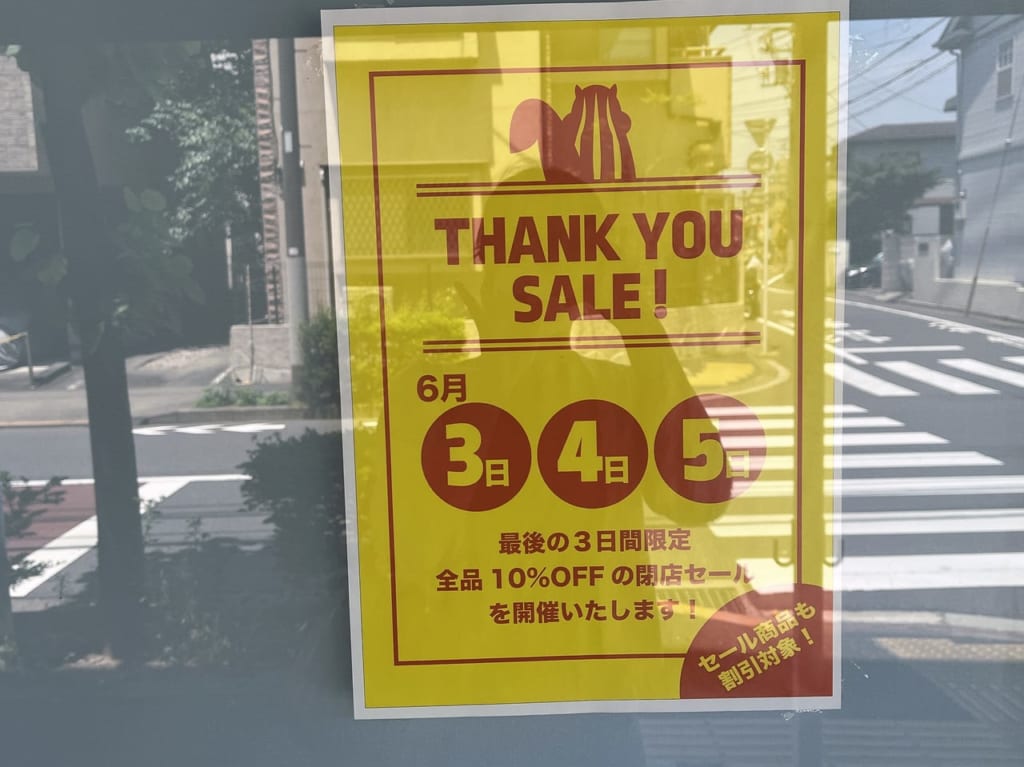 THANK YOU
SALE!
6月
3日 4日 5日
最後の3日間限定
全品 10%OFF の閉店セール
を開催いたします！
セール商品も
割引対象！